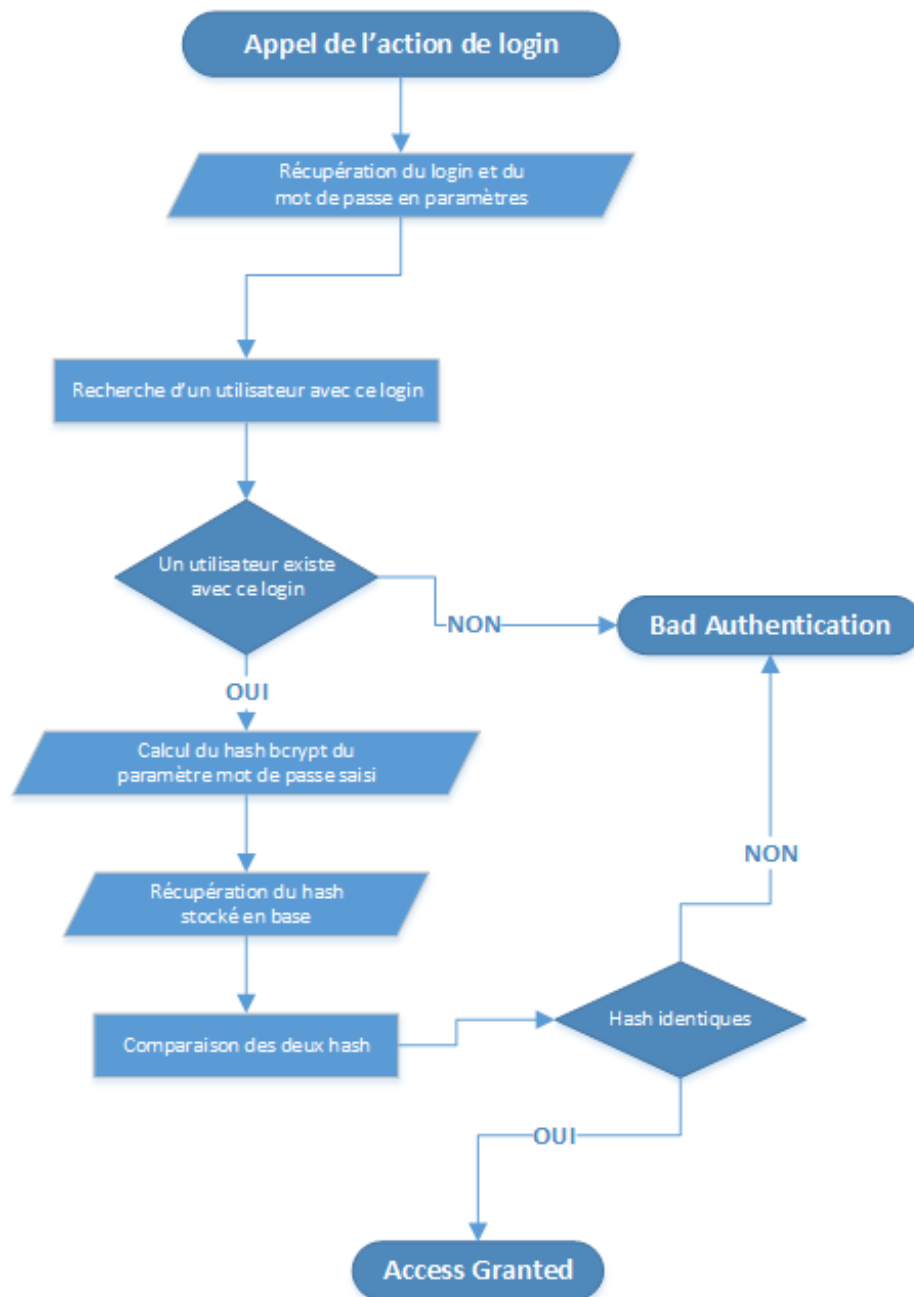 Appel de l'action de login
Récupération du login et du
mot de passe en paramètres
Recherche d'un utilisateur avec ce login
Un utilisateur existe
avec ce login
NON
Bad Authentication
OUI
Calcul du hash bcrypt du
paramètre mot de passe saisi
Récupération du hash
stocké en base
NON
Comparaison des deux hash
Hash identiques
OUI
Access Granted